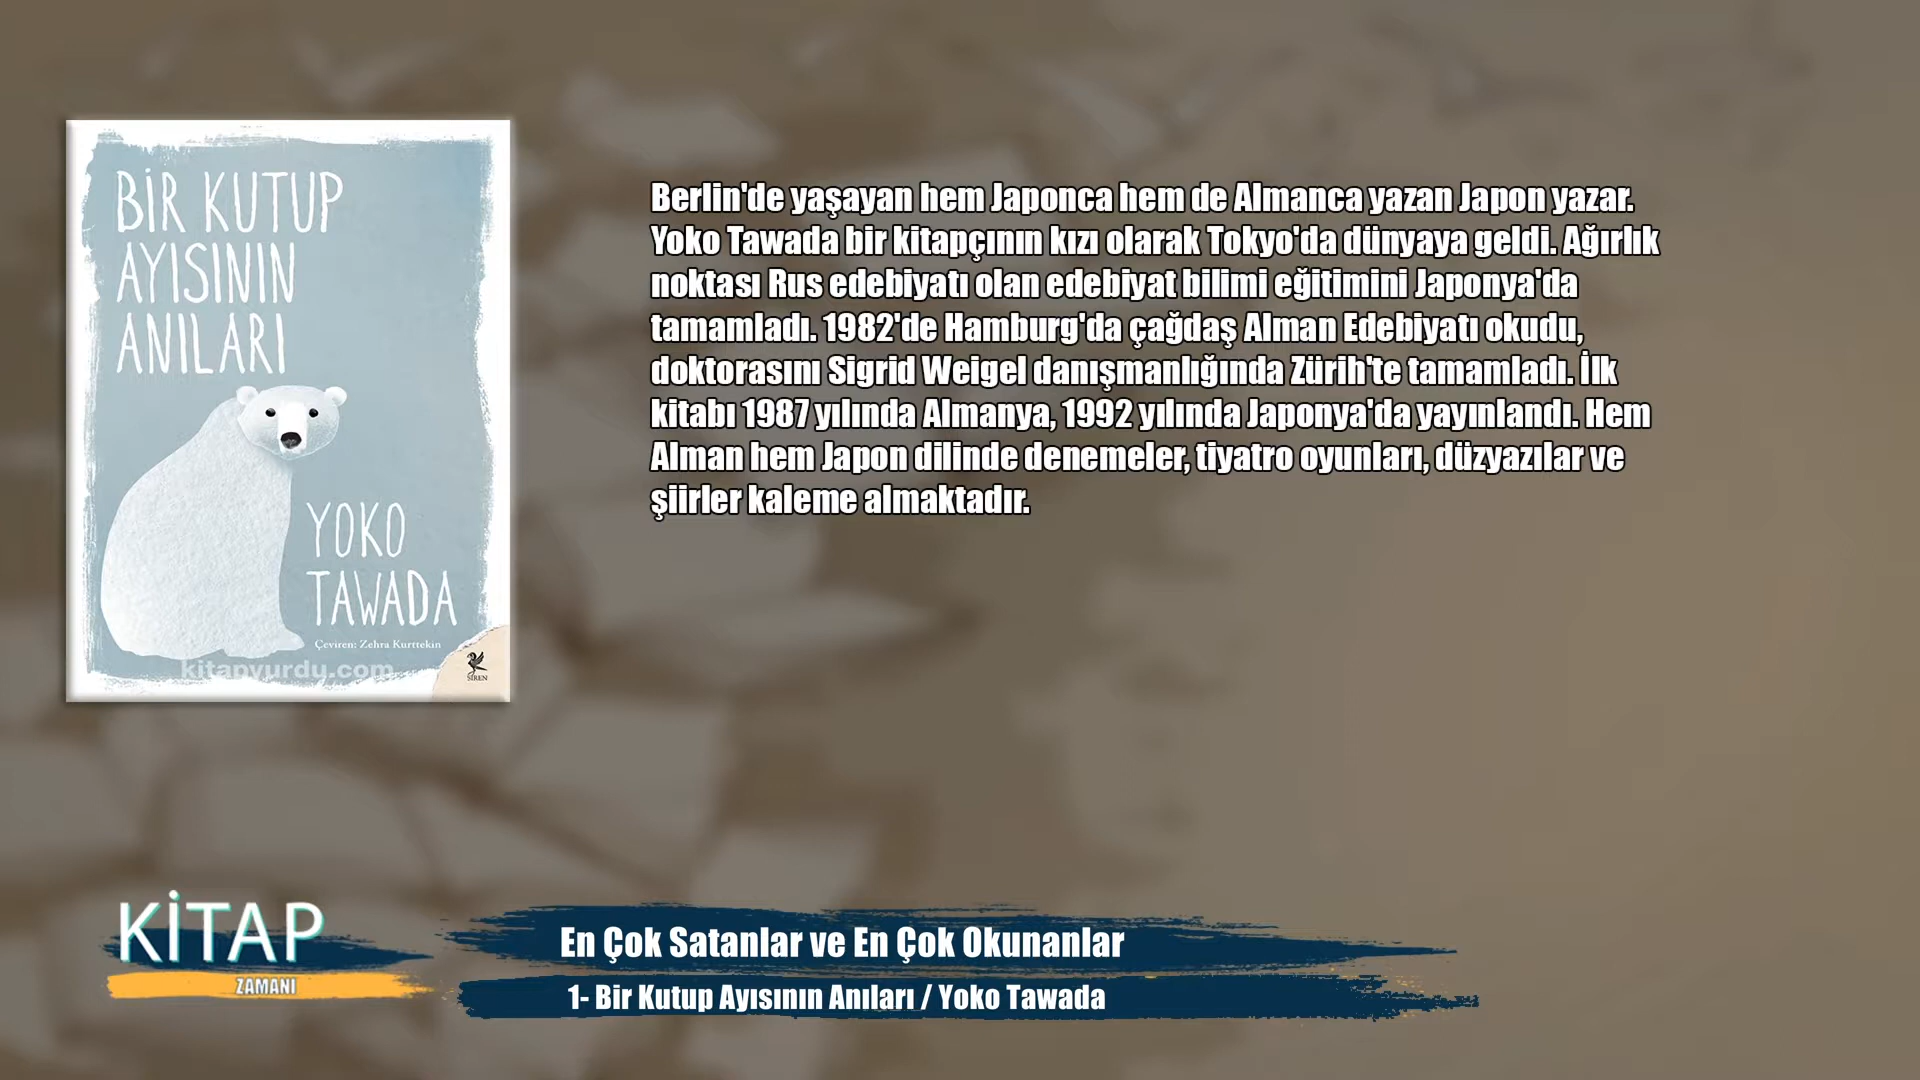 BİR KUTUP
AYISININ
ANILARI
YOKO
TAWADA
Çeviren: Zehra Kurttekin
kitapyurdu.com
SİREN
Berlin'de yaşayan hem Japonca hem de Almanca yazan Japon yazar.
Yoko Tawada bir kitapçının kızı olarak Tokyo'da dünyaya geldi. Ağırlık
noktası Rus edebiyatı olan edebiyat bilimi eğitimini Japonya'da
tamamladı. 1982'de Hamburg'da çağdaş Alman Edebiyatı okudu,
doktorasını Sigrid Weigel danışmanlığında Zürih'te tamamladı. İlk
kitabı 1987 yılında Almanya, 1992 yılında Japonya'da yayınlandı. Hem
Alman hem Japon dilinde denemeler, tiyatro oyunları, düzyazılar ve
şiirler kaleme almaktadır.
KİTAP
ZAMANI
En Çok Satanlar ve En Çok Okunanlar
1- Bir Kutup Ayısının Anıları / Yoko Tawada